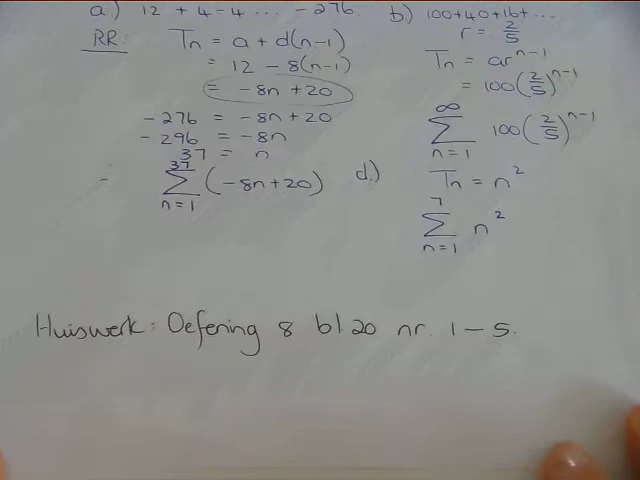 a) 12 + 4 - 4 ... - 276.
RR: Tn = a + d(n-1)
= 12 - 8(n-1)
= -8n + 20
-276 = -8n + 20
-296 = -8n
37 = n
37
- Σ (-8n + 20)
n=1
b.) 100 + 40 + 16 + ...
r = 2/5
Tn = ar^n-1
= 100(2/5)^n-1
∞
Σ 100(2/5)^n-1
n=1
d.) Tn = n²
7
Σ n²
n=1
Huiswerk: Oefening 8 bl 20 nr. 1 - 5.